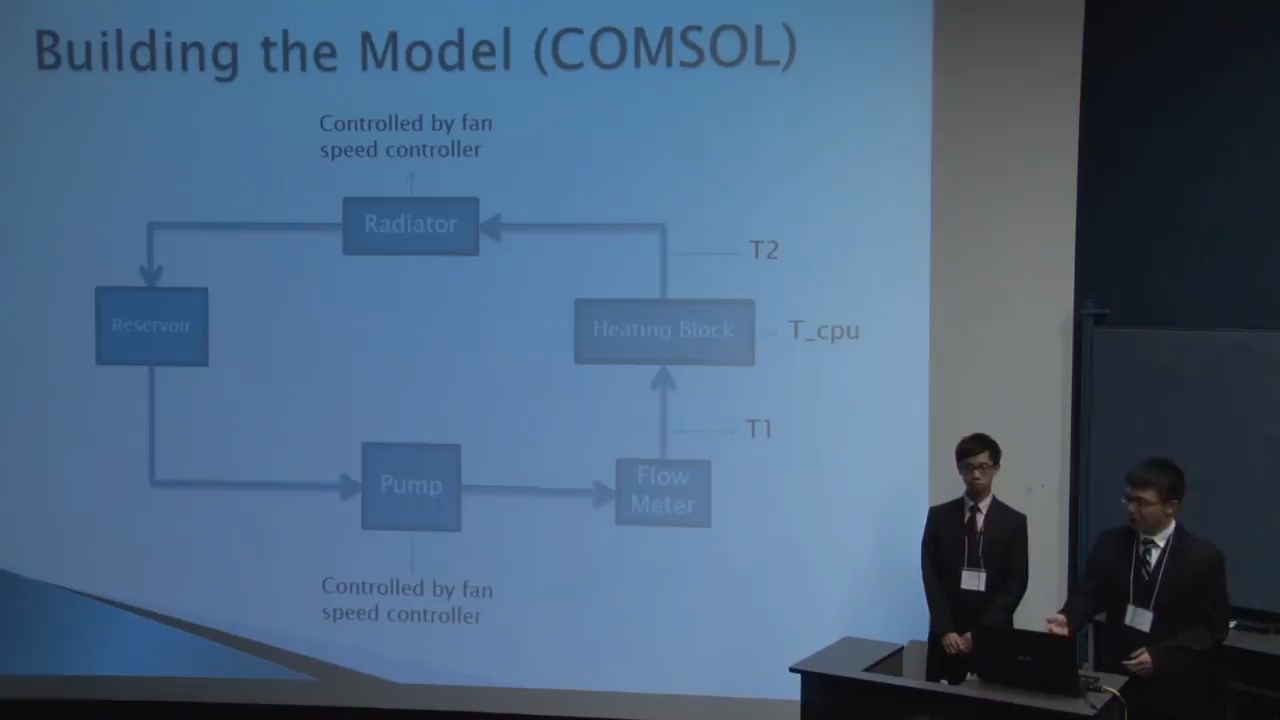 Building the Model (COMSOL)
Controlled by fan
speed controller
Radiator
T2
Reservoir
Heating Block
T_cpu
T1
Pump
Flow
Meter
Controlled by fan
speed controller